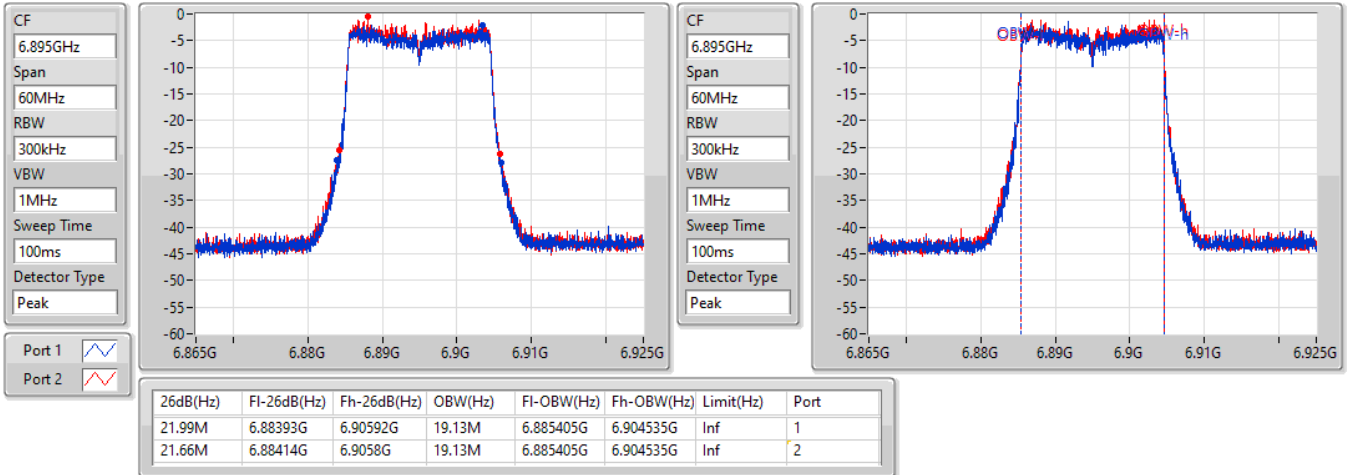 CF
6.895GHz
Span
60MHz
RBW
300kHz
VBW
1MHz
Sweep Time
100ms
Detector Type
Peak
Port 1
Port 2
0
-5
-10
-15
-20
-25
-30
-35
-40
-45
-50
-55
-60
6.865G 6.88G 6.89G 6.9G 6.91G 6.925G
CF
6.895GHz
Span
60MHz
RBW
300kHz
VBW
1MHz
Sweep Time
100ms
Detector Type
Peak
0
-5
-10
-15
-20
-25
-30
-35
-40
-45
-50
-55
-60
6.865G 6.88G 6.89G 6.9G 6.91G 6.925G
26dB(Hz) Fl-26dB(Hz) Fh-26dB(Hz) OBW(Hz) Fl-OBW(Hz) Fh-OBW(Hz) Limit(Hz) Port
21.99M 6.88393G 6.90592G 19.13M 6.885405G 6.904535G Inf 1
21.66M 6.88414G 6.9058G 19.13M 6.885405G 6.904535G Inf 2